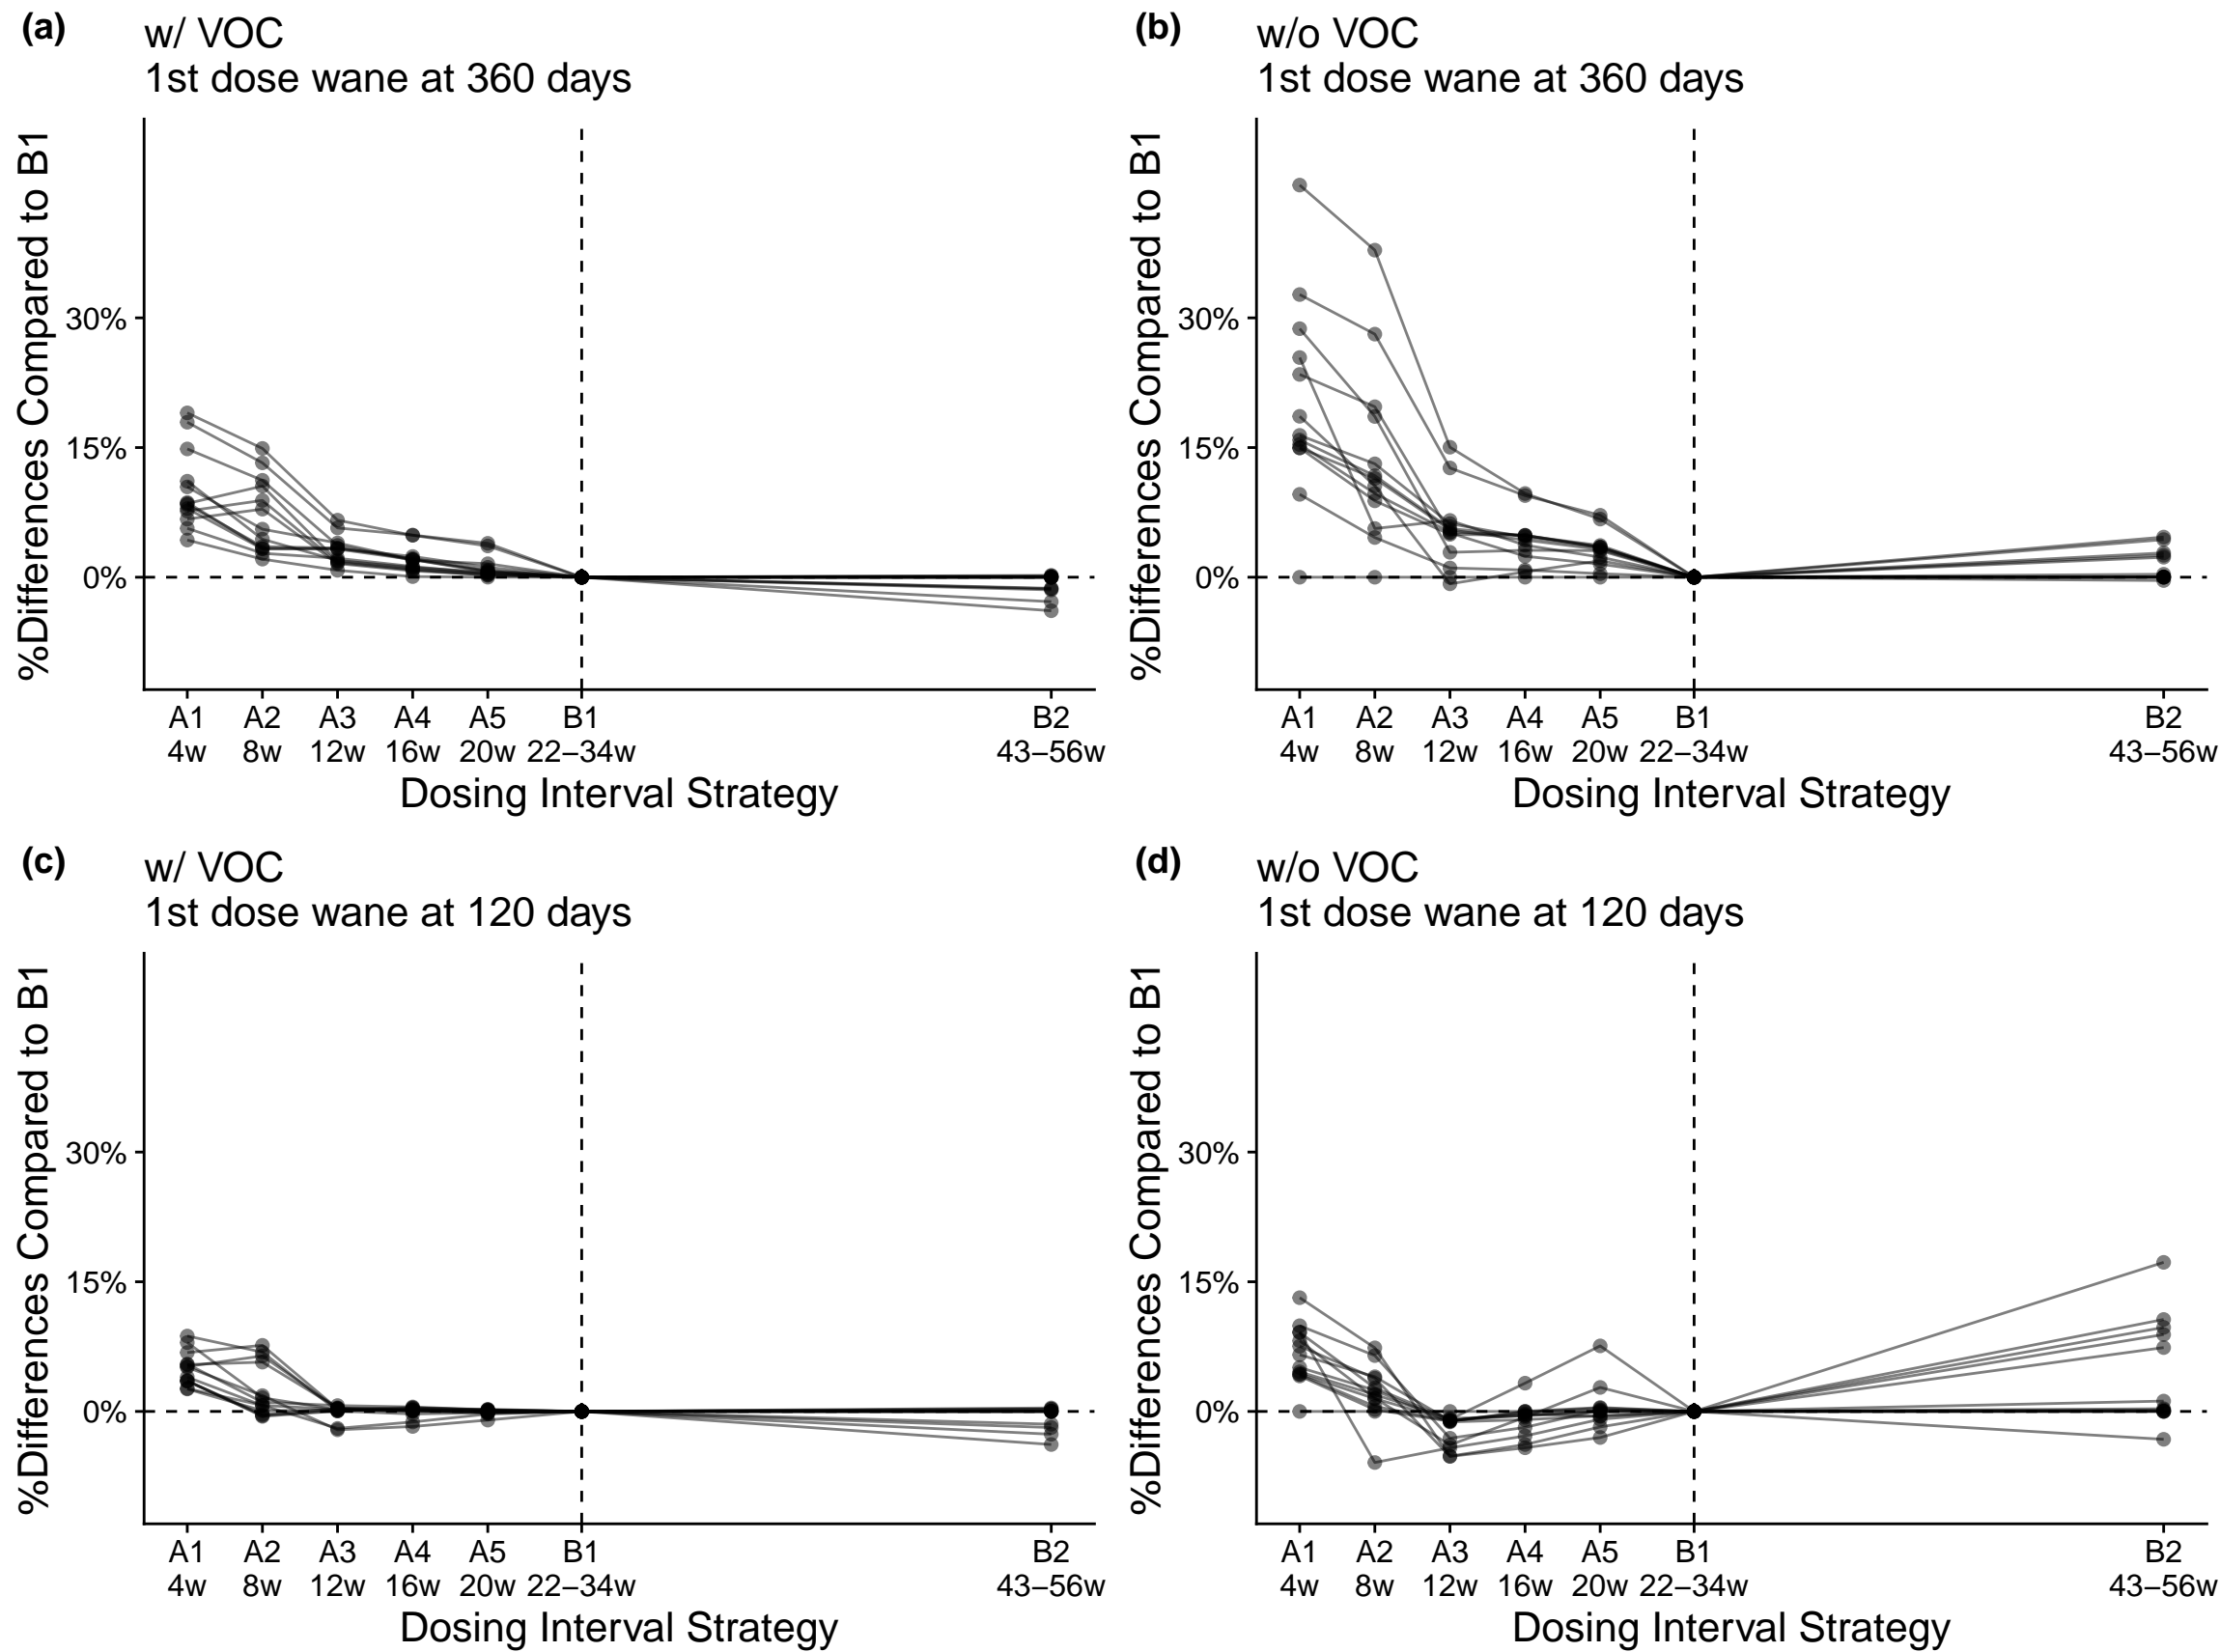 (a)
w/ VOC
1st dose wane at 360 days
%Differences Compared to B1
30%
15%
0%
A1 A2 A3 A4 A5 B1 B2
4w 8w 12w 16w 20w 22–34w 43–56w
Dosing Interval Strategy
(b)
w/o VOC
1st dose wane at 360 days
%Differences Compared to B1
30%
15%
0%
A1 A2 A3 A4 A5 B1 B2
4w 8w 12w 16w 20w 22–34w 43–56w
Dosing Interval Strategy
(c)
w/ VOC
1st dose wane at 120 days
%Differences Compared to B1
30%
15%
0%
A1 A2 A3 A4 A5 B1 B2
4w 8w 12w 16w 20w 22–34w 43–56w
Dosing Interval Strategy
(d)
w/o VOC
1st dose wane at 120 days
%Differences Compared to B1
30%
15%
0%
A1 A2 A3 A4 A5 B1 B2
4w 8w 12w 16w 20w 22–34w 43–56w
Dosing Interval Strategy